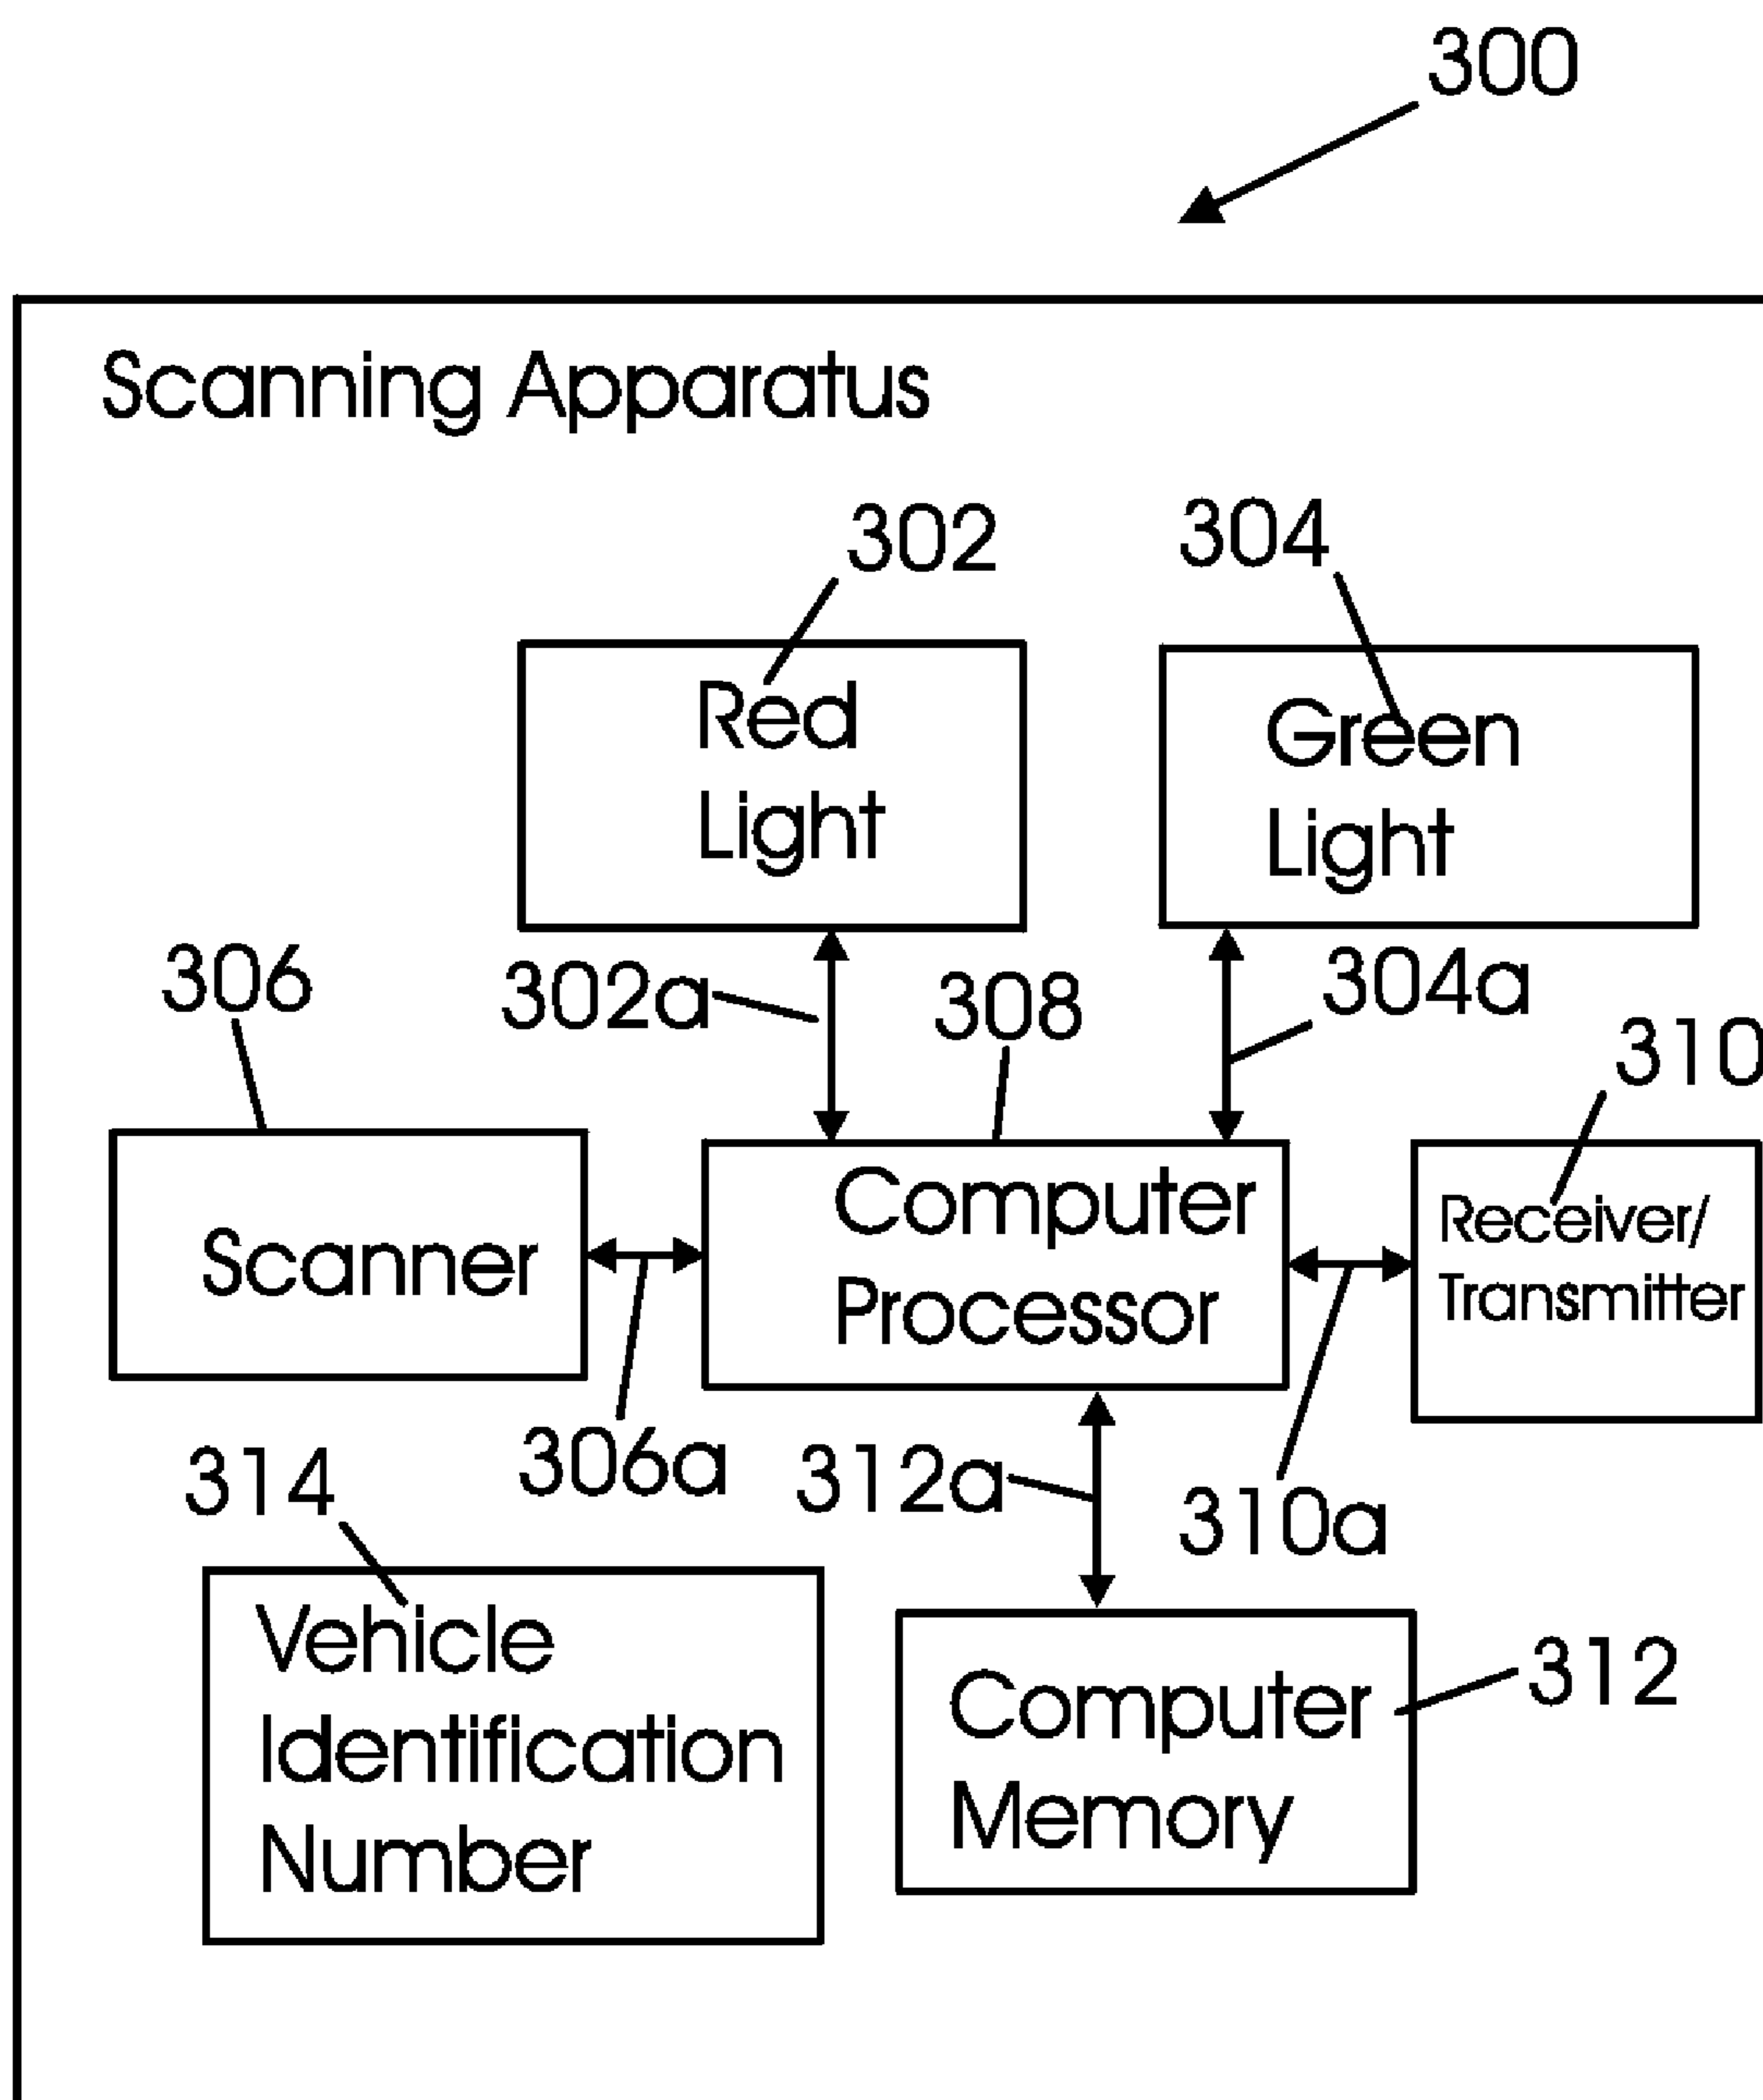 300
Scanning Apparatus
302
304
Red
Light
Green
Light
306
302a
308
304a
310
Scanner
Computer
Processor
Receiver/
Transmitter
314
306a
312a
310a
Vehicle
Identification
Number
Computer
Memory
312